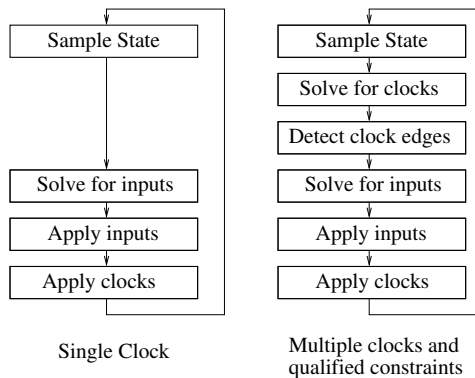 Sample State
Solve for inputs
Apply inputs
Apply clocks
Single Clock
Sample State
Solve for clocks
Detect clock edges
Solve for inputs
Apply inputs
Apply clocks
Multiple clocks and
qualified constraints